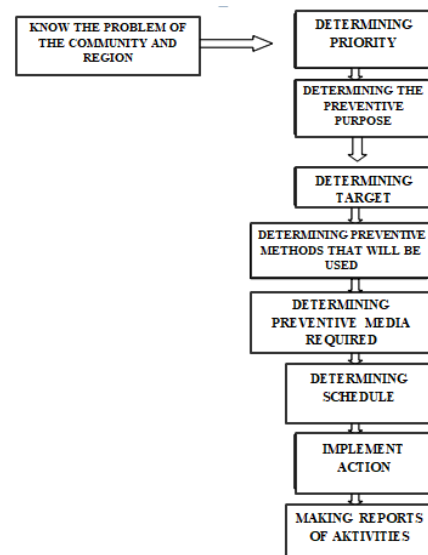 KNOW THE PROBLEM OF
THE COMMUNITY AND
REGION
DETERMINING
PRIORITY
DETERMINING THE
PREVENTIVE
PURPOSE
DETERMINING
TARGET
DETERMINING PREVENTIVE
METHODS THAT WILL BE
USED
DETERMINING
PREVENTIVE MEDIA
REQUIRED
DETERMINING
SCHEDULE
IMPLEMENT
ACTION
MAKING REPORTS
OF AKTIVITIES